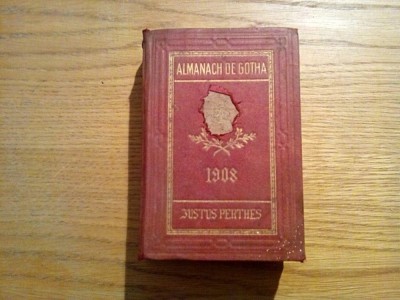 ALMANACH DE GOTHA
1908
JUSTUS PERTHES